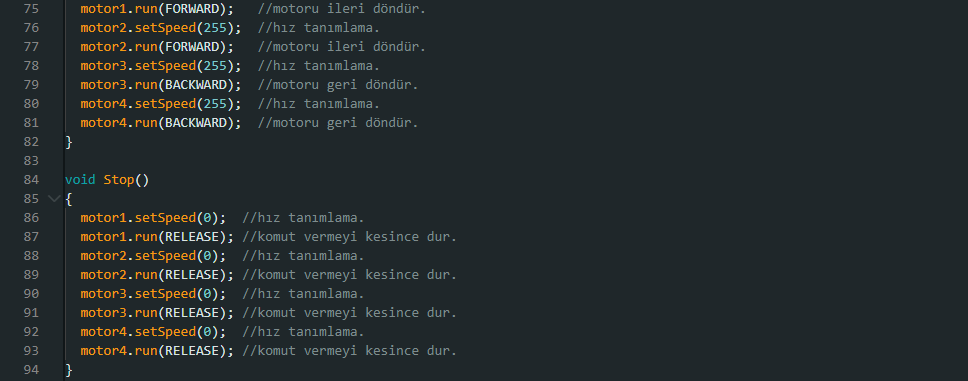 75 motor1.run(FORWARD); //motoru ileri döndür.
76 motor2.setSpeed(255); //hız tanımlama.
77 motor2.run(FORWARD); //motoru ileri döndür.
78 motor3.setSpeed(255); //hız tanımlama.
79 motor3.run(BACKWARD); //motoru geri döndür.
80 motor4.setSpeed(255); //hız tanımlama.
81 motor4.run(BACKWARD); //motoru geri döndür.
82 }
83
84 void Stop()
85 {
86 motor1.setSpeed(0); //hız tanımlama.
87 motor1.run(RELEASE); //komut vermeyi kesince dur.
88 motor2.setSpeed(0); //hız tanımlama.
89 motor2.run(RELEASE); //komut vermeyi kesince dur.
90 motor3.setSpeed(0); //hız tanımlama.
91 motor3.run(RELEASE); //komut vermeyi kesince dur.
92 motor4.setSpeed(0); //hız tanımlama.
93 motor4.run(RELEASE); //komut vermeyi kesince dur.
94 }